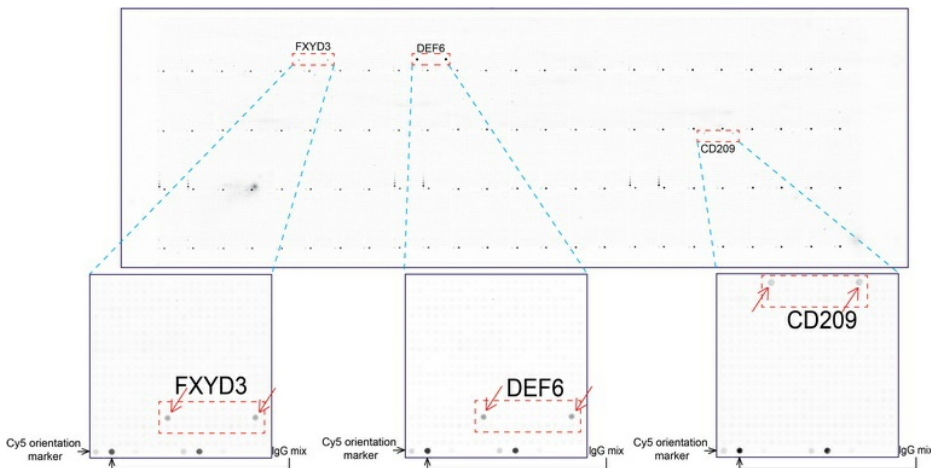 FXYD3
DEF6
CD209
FXYD3
DEF6
CD209
Cy5 orientation
marker
IgG mix
Cy5 orientation
marker
IgG mix
Cy5 orientation
marker
IgG mix